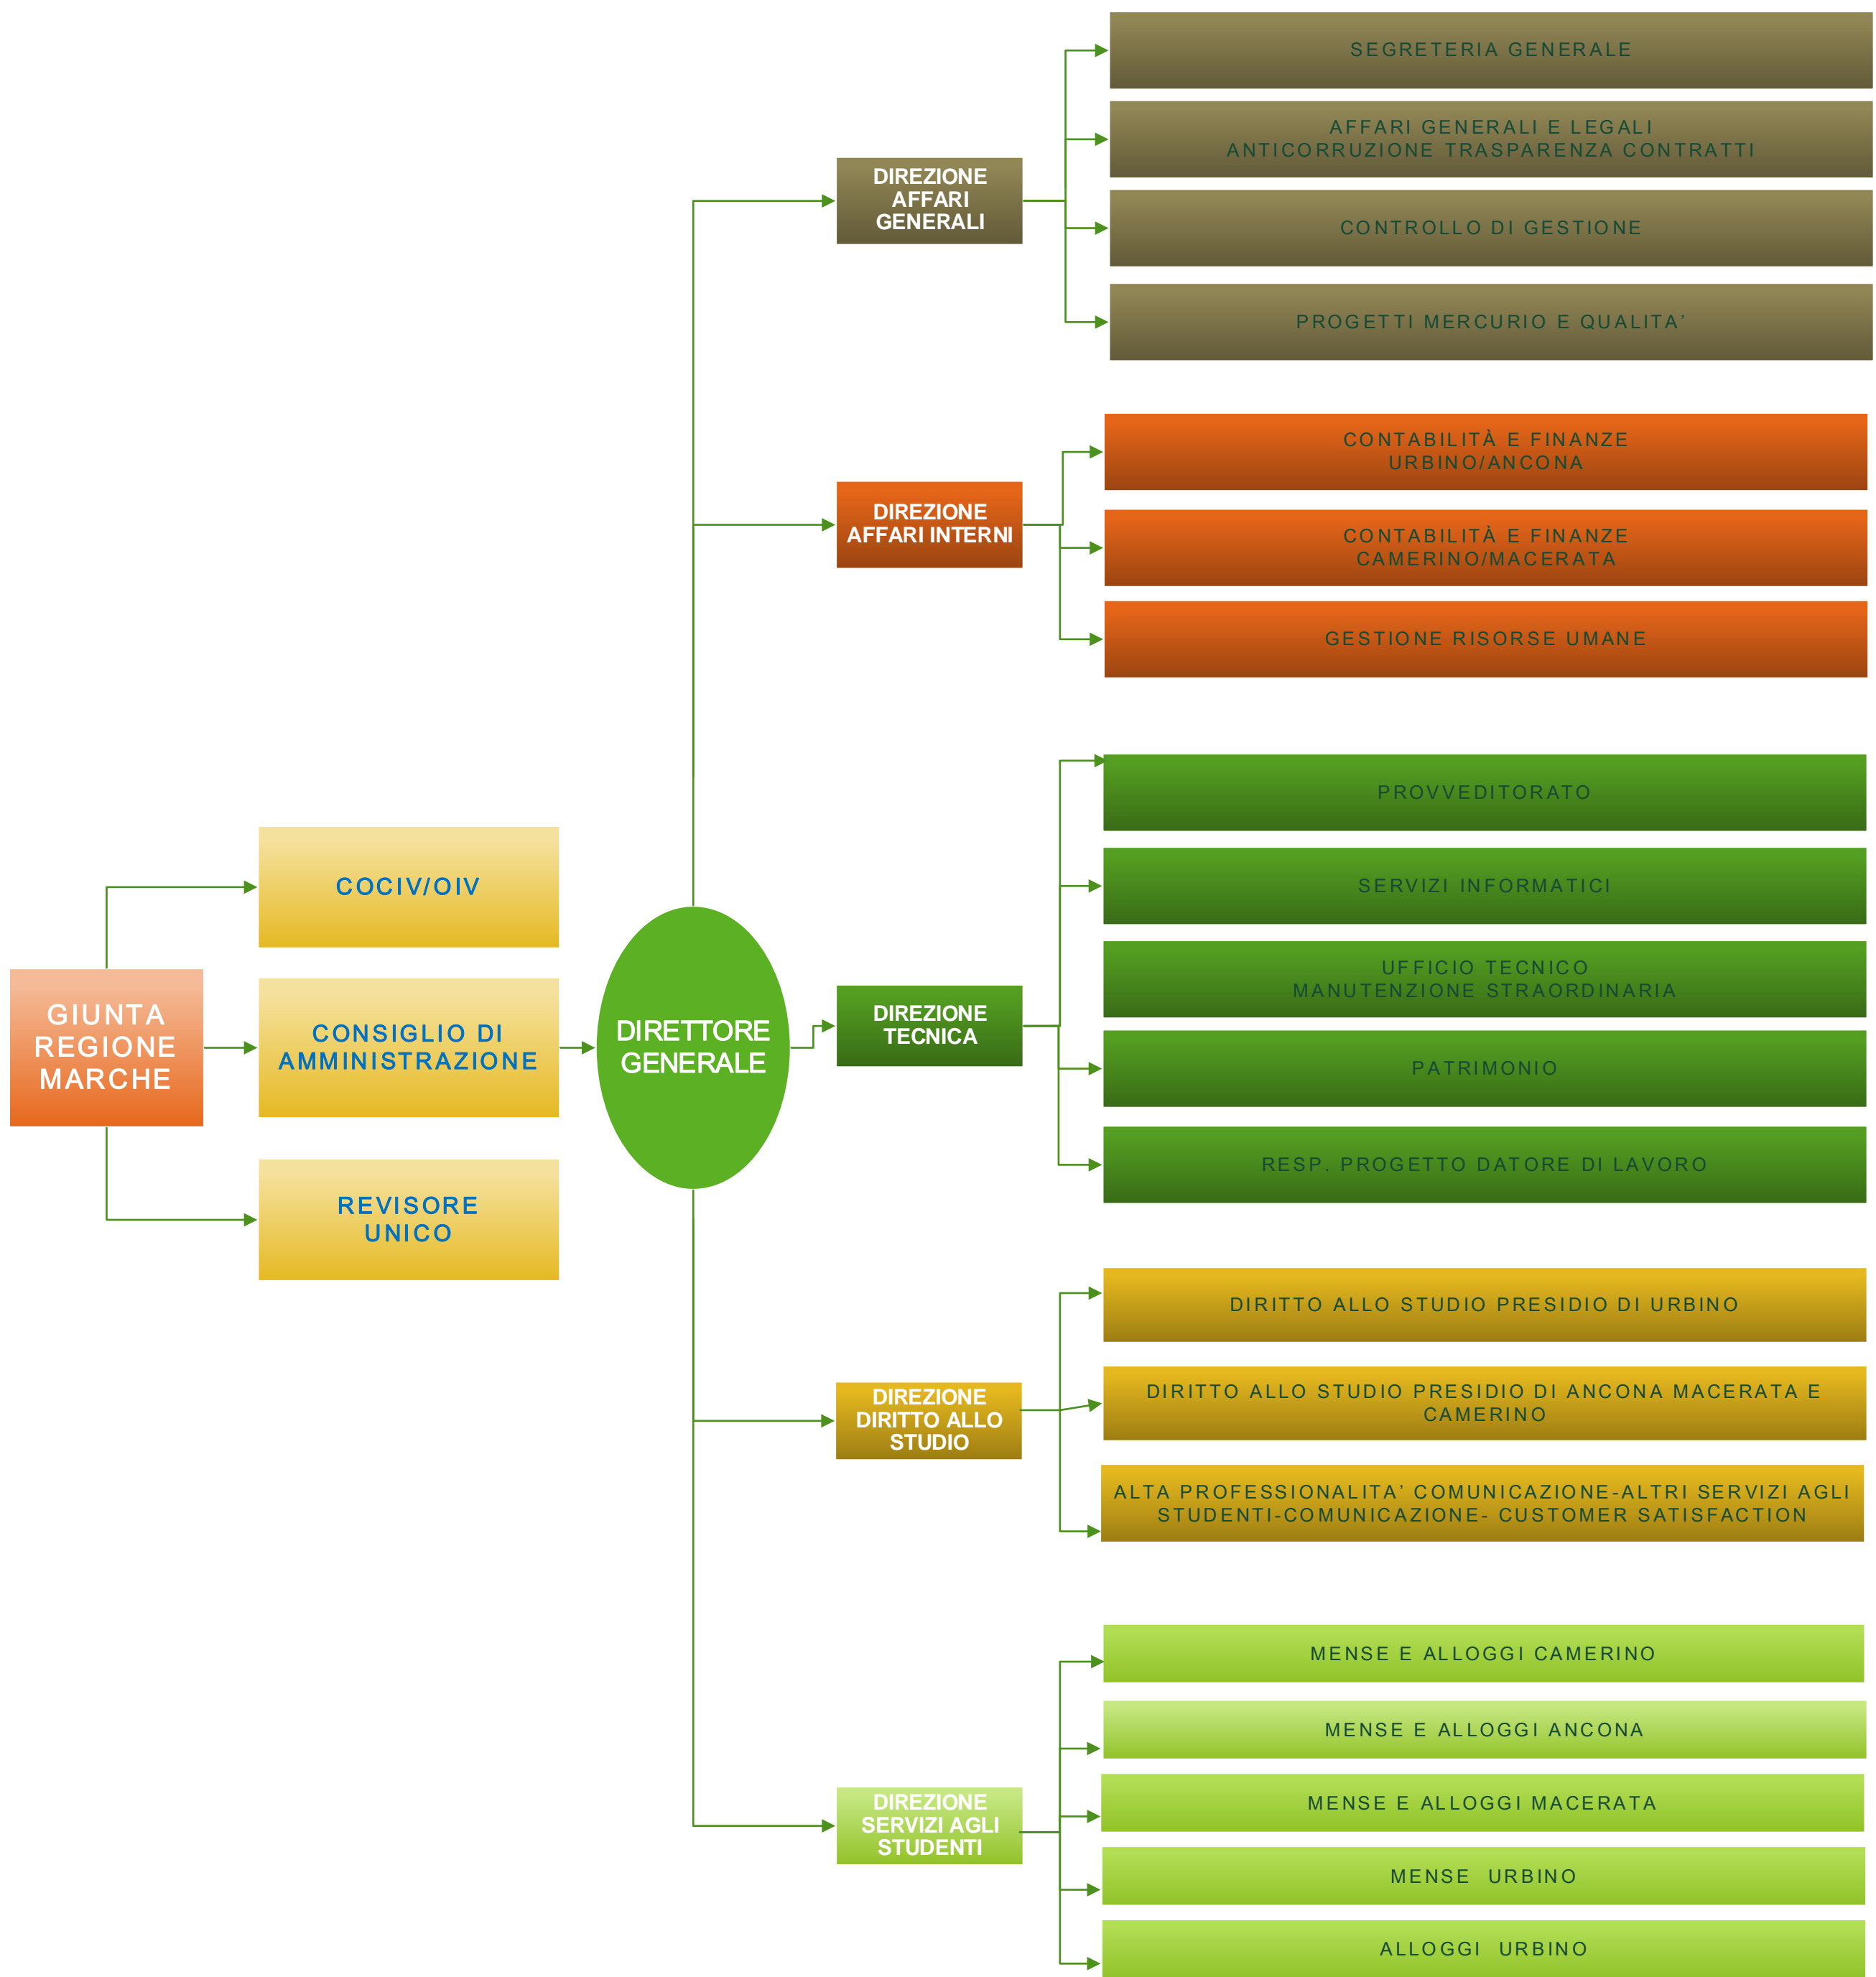 GIUNTA
REGIONE
MARCHE
COCIV/OIV
CONSIGLIO DI
AMMINISTRAZIONE
REVISORE
UNICO
DIRETTORE
GENERALE
DIREZIONE
AFFARI
GENERALI
SEGRETERIA GENERALE
AFFARI GENERALI E LEGALI
ANTICORRUZIONE TRASPARENZA CONTRATTI
CONTROLLO DI GESTIONE
PROGETTI MERCURIO E QUALITA’
DIREZIONE
AFFARI INTERNI
CONTABILITÀ E FINANZE
URBINO/ANCONA
CONTABILITÀ E FINANZE
CAMERINO/MACERATA
GESTIONE RISORSE UMANE
DIREZIONE
TECNICA
PROVVEDITORATO
SERVIZI INFORMATICI
UFFICIO TECNICO
MANUTENZIONE STRAORDINARIA
PATRIMONIO
RESP. PROGETTO DATORE DI LAVORO
DIREZIONE
DIRITTO ALLO
STUDIO
DIRITTO ALLO STUDIO PRESIDIO DI URBINO
DIRITTO ALLO STUDIO PRESIDIO DI ANCONA MACERATA E
CAMERINO
ALTA PROFESSIONALITA’ COMUNICAZIONE-ALTRI SERVIZI AGLI
STUDENTI-COMUNICAZIONE- CUSTOMER SATISFACTION
DIREZIONE
SERVIZI AGLI
STUDENTI
MENSE E ALLOGGI CAMERINO
MENSE E ALLOGGI ANCONA
MENSE E ALLOGGI MACERATA
MENSE  URBINO
ALLOGGI  URBINO